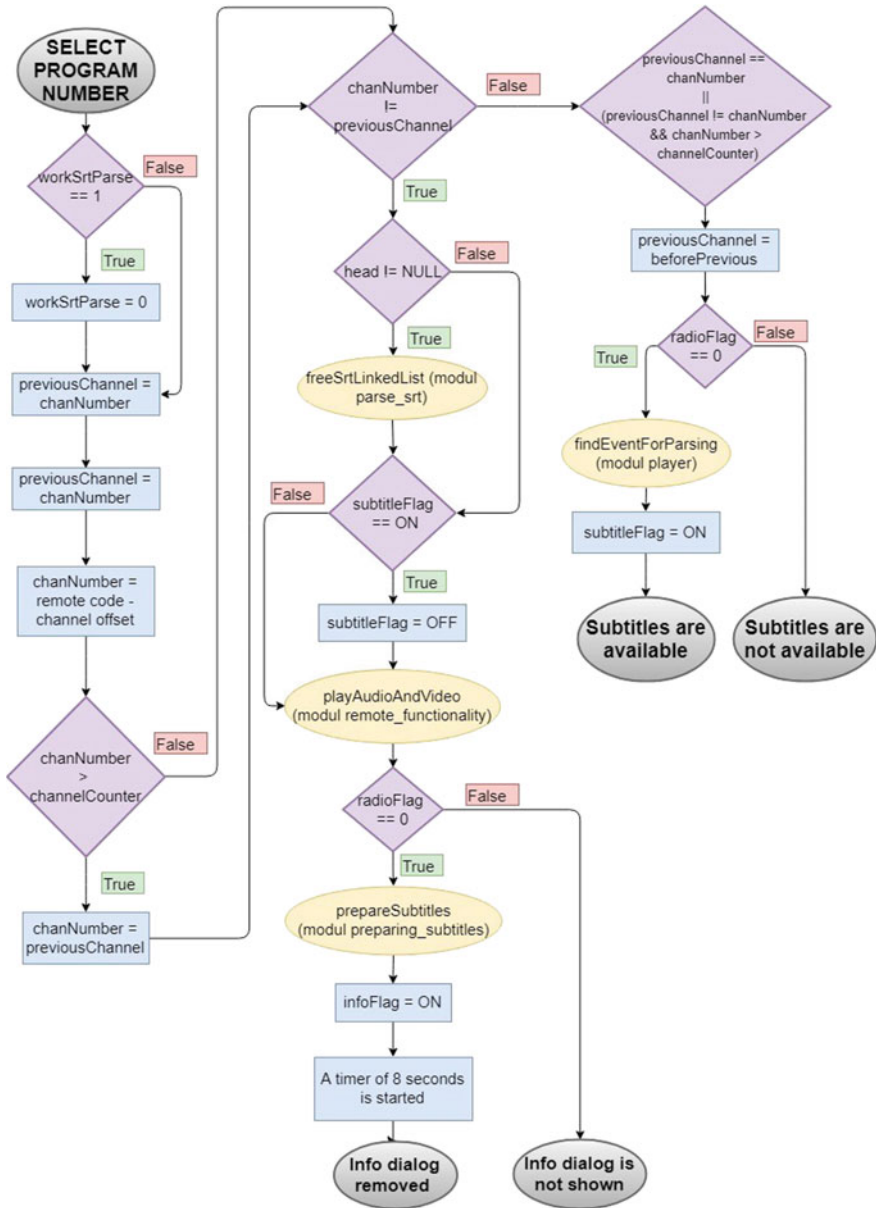 SELECT
PROGRAM
NUMBER
workSrtParse
== 1
False
True
workSrtParse = 0
previousChannel =
chanNumber
previousChannel =
chanNumber
chanNumber =
remote code -
channel offset
chanNumber
>
channelCounter
False
True
chanNumber =
previousChannel
chanNumber
!=
previousChannel
False
True
head != NULL
False
True
freeSrtLinkedList (modul
parse_srt)
subtitleFlag
== ON
False
True
subtitleFlag = OFF
playAudioAndVideo
(modul remote_functionality)
radioFlag
== 0
False
True
prepareSubtitles
(modul preparing_subtitles)
infoFlag = ON
A timer of 8 seconds
is started
Info dialog
removed
Info dialog is
not shown
previousChannel ==
chanNumber
||
(previousChannel != chanNumber
&& chanNumber >
channelCounter)
previousChannel =
beforePrevious
radioFlag
== 0
True
False
findEventForParsing
(modul player)
subtitleFlag = ON
Subtitles are
available
Subtitles are
not available